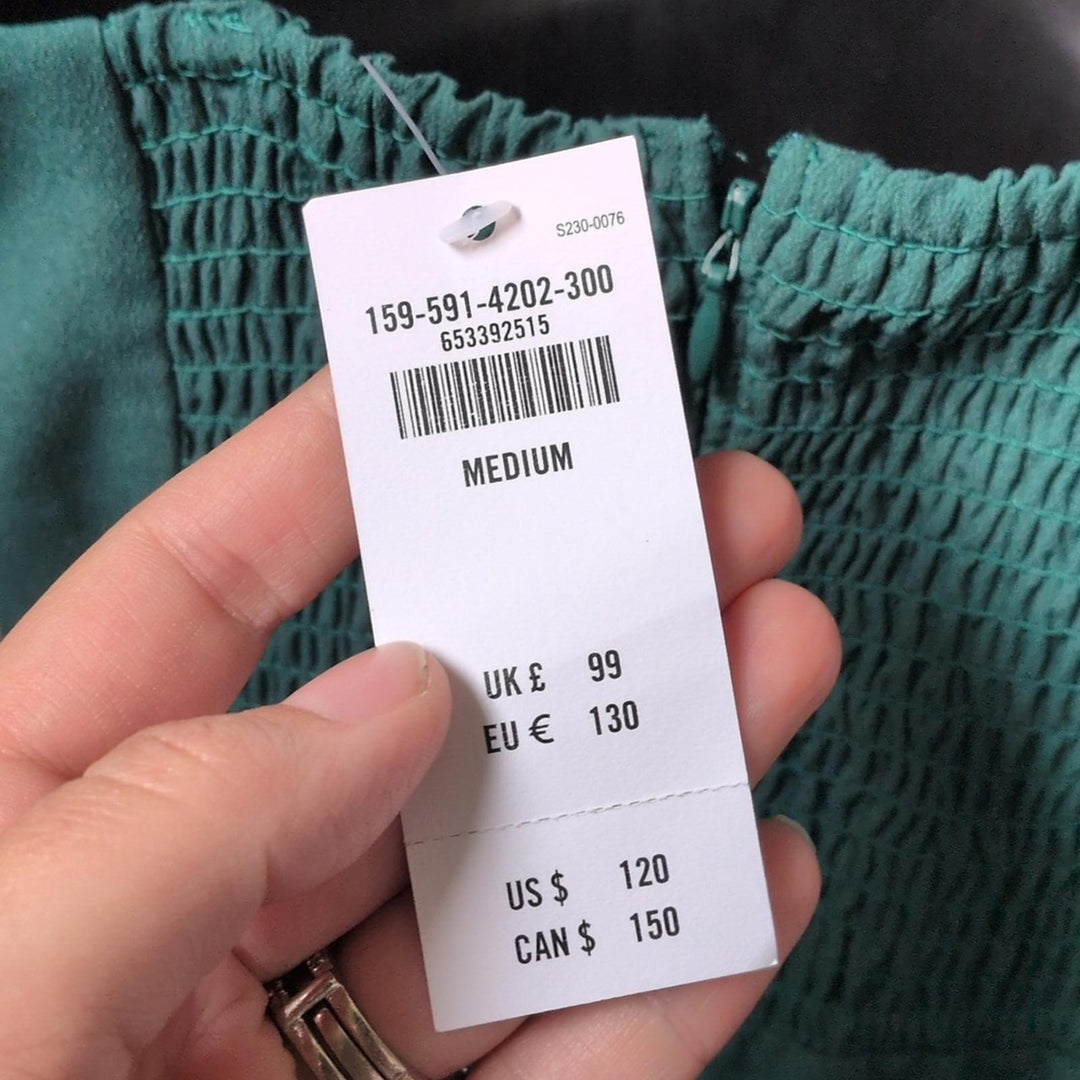 S230-0076
159-591-4202-300
653392515
MEDIUM
UK £ 99
EU € 130
US $ 120
CAN $ 150